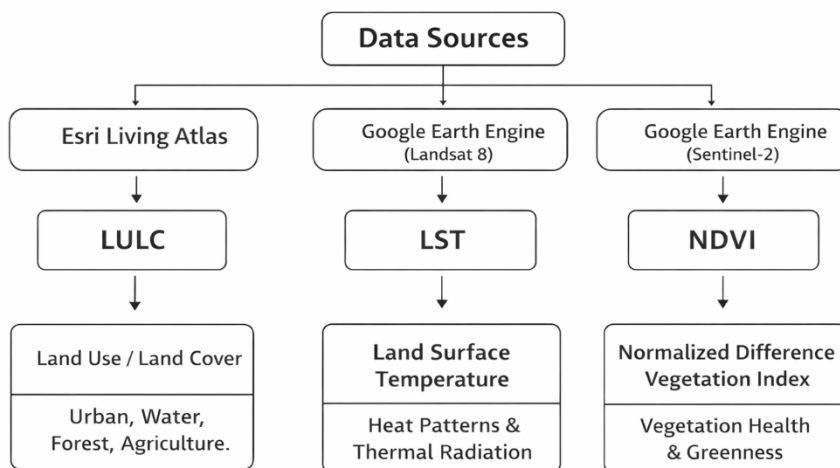 Data Sources
Esri Living Atlas
Google Earth Engine
(Landsat 8)
Google Earth Engine
(Sentinel-2)
LULC
LST
NDVI
Land Use / Land Cover
Urban, Water,
Forest, Agriculture.
Land Surface
Temperature
Heat Patterns &
Thermal Radiation
Normalized Difference
Vegetation Index
Vegetation Health
& Greenness